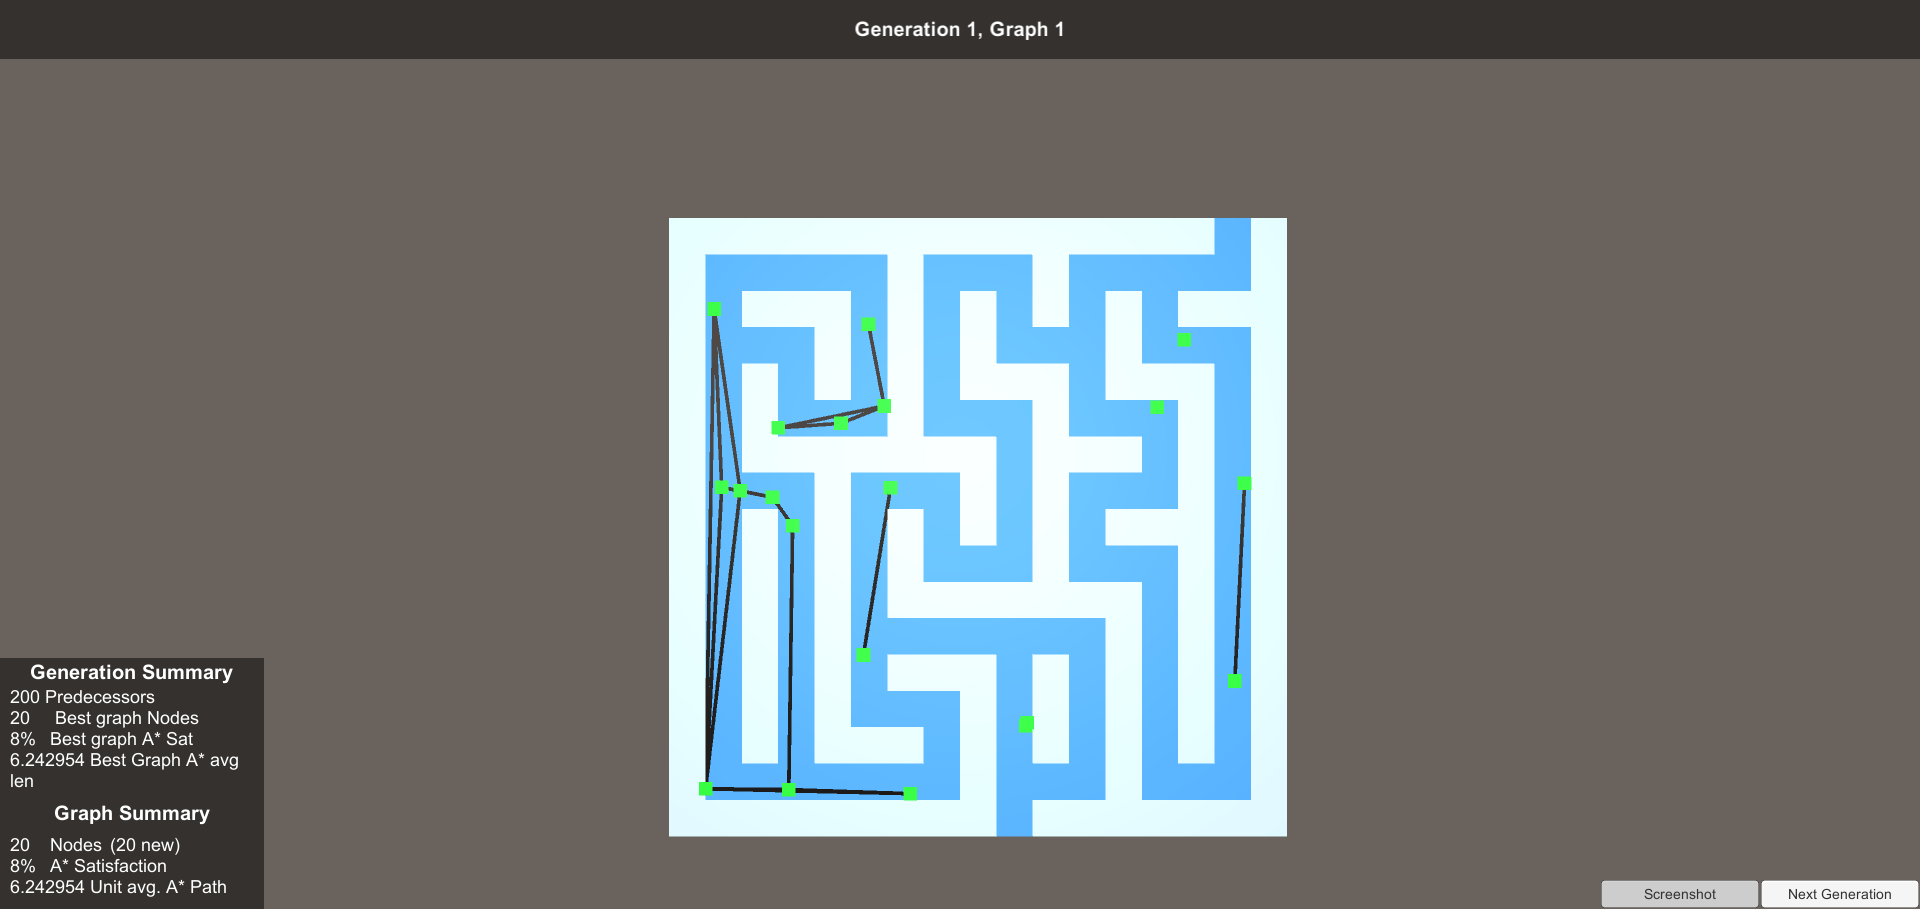 Generation 1, Graph 1
Generation Summary
200 Predecessors
20 Best graph Nodes
8% Best graph A* Sat
6.242954 Best Graph A* avg
len
Graph Summary
20 Nodes (20 new)
8% A* Satisfaction
6.242954 Unit avg. A* Path
Screenshot
Next Generation